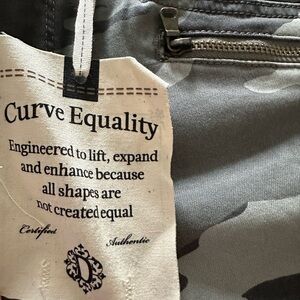 Curve Equality
Engineered to lift, expand
and enhance because
all shapes are
not created equal
Certified
Authentic
D